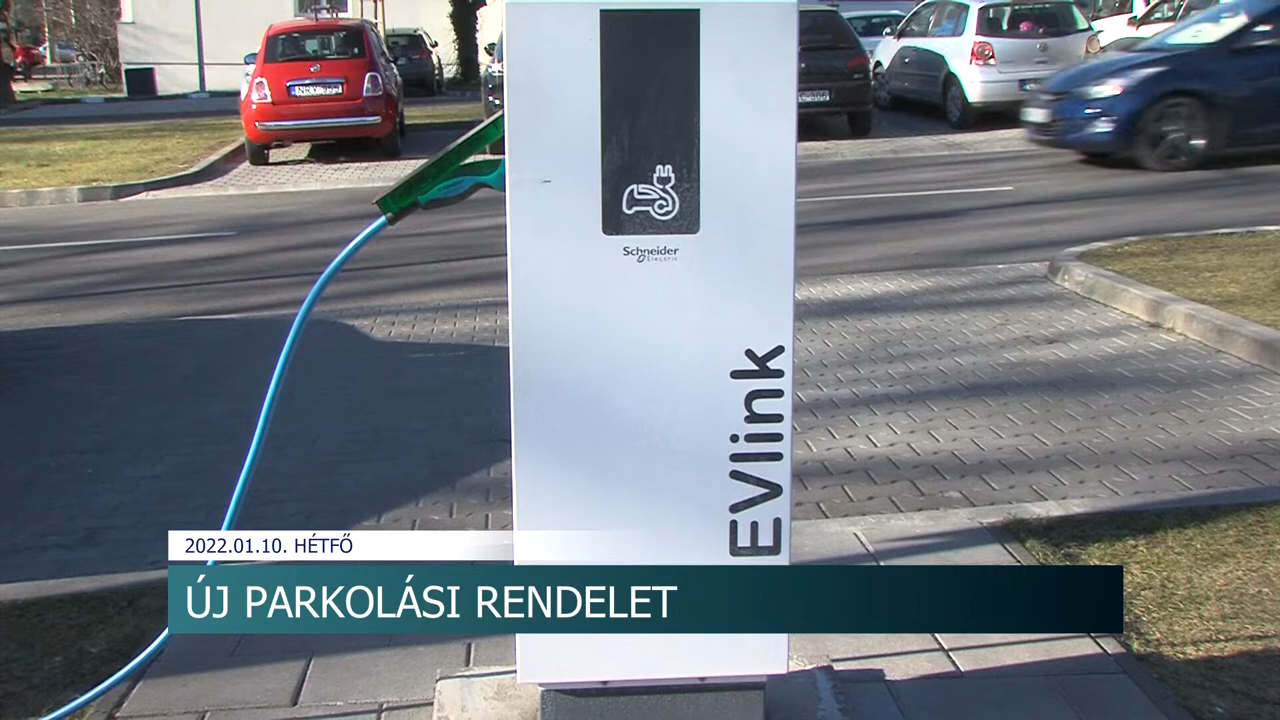 Schneider
Electric
EVlink
2022.01.10. HÉTFŐ
ÚJ PARKOLÁSI RENDELET